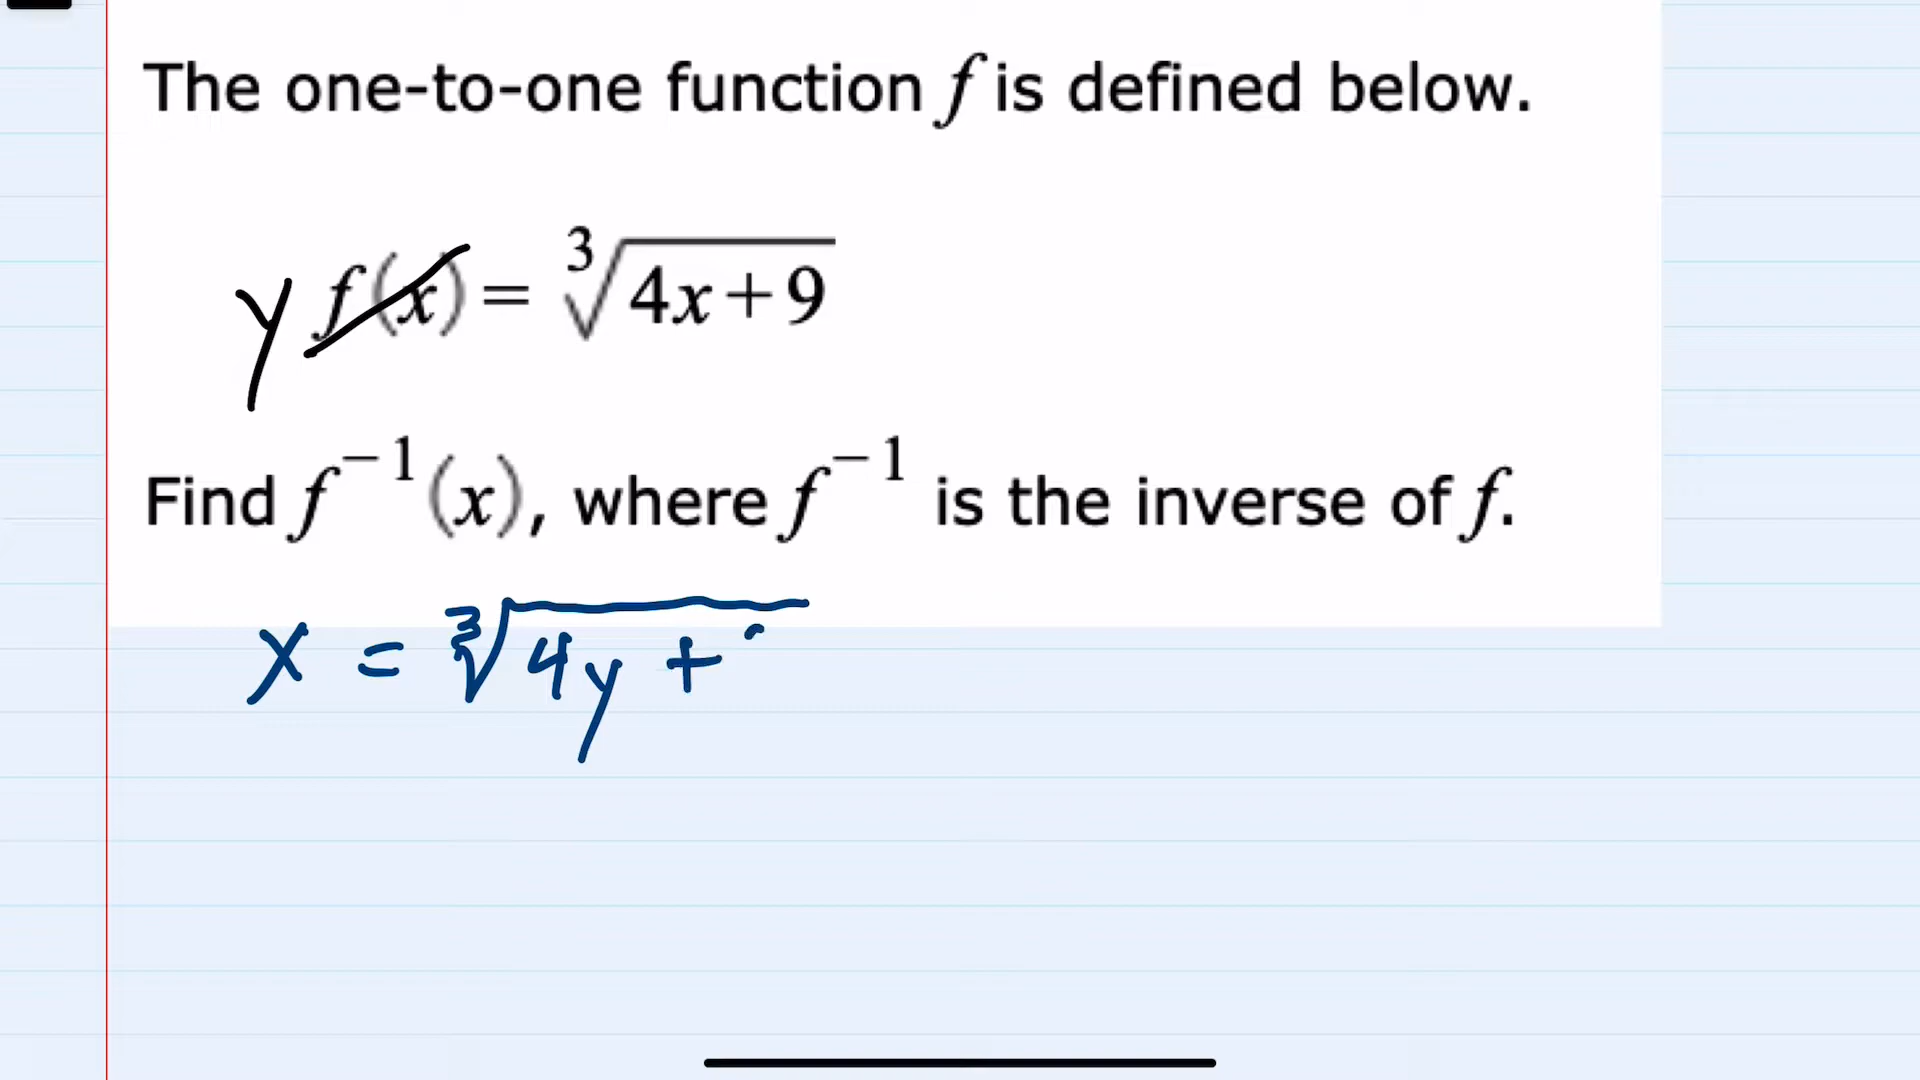 The one-to-one function f is defined below.
y f(x) = ∛(4x+9)
Find f⁻¹(x), where f⁻¹ is the inverse of f.
x = ∛(4y +